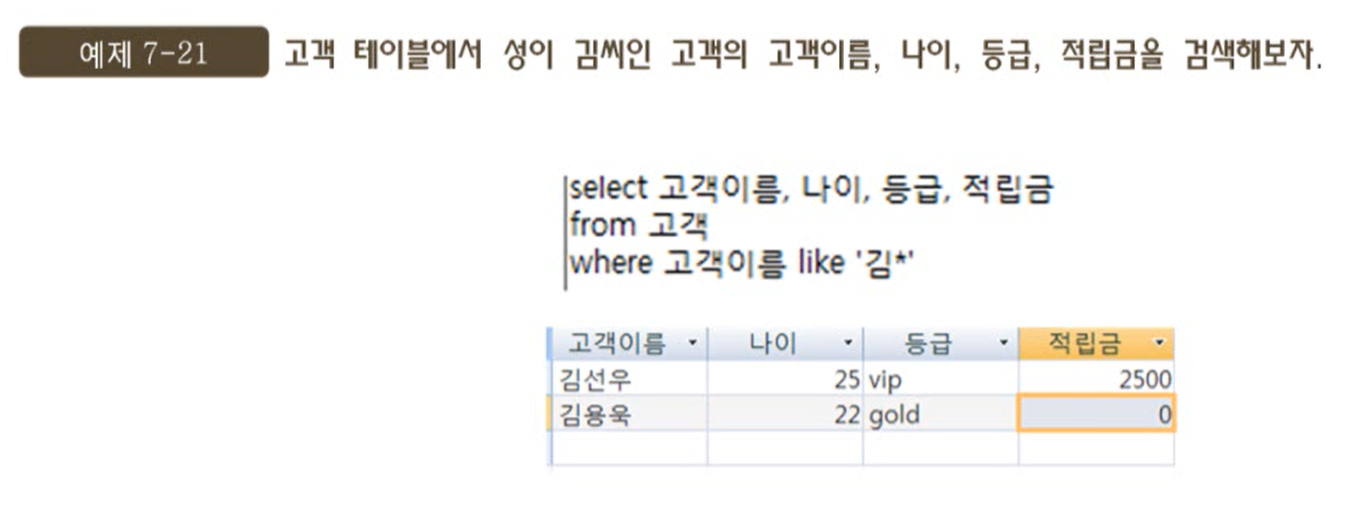 예제 7-21 고객 테이블에서 성이 김씨인 고객의 고객이름, 나이, 등급, 적립금을 검색해보자.
select 고객이름, 나이, 등급, 적립금
from 고객
where 고객이름 like '김*'
고객이름 나이 등급 적립금
김선우 25 vip 2500
김용욱 22 gold 0